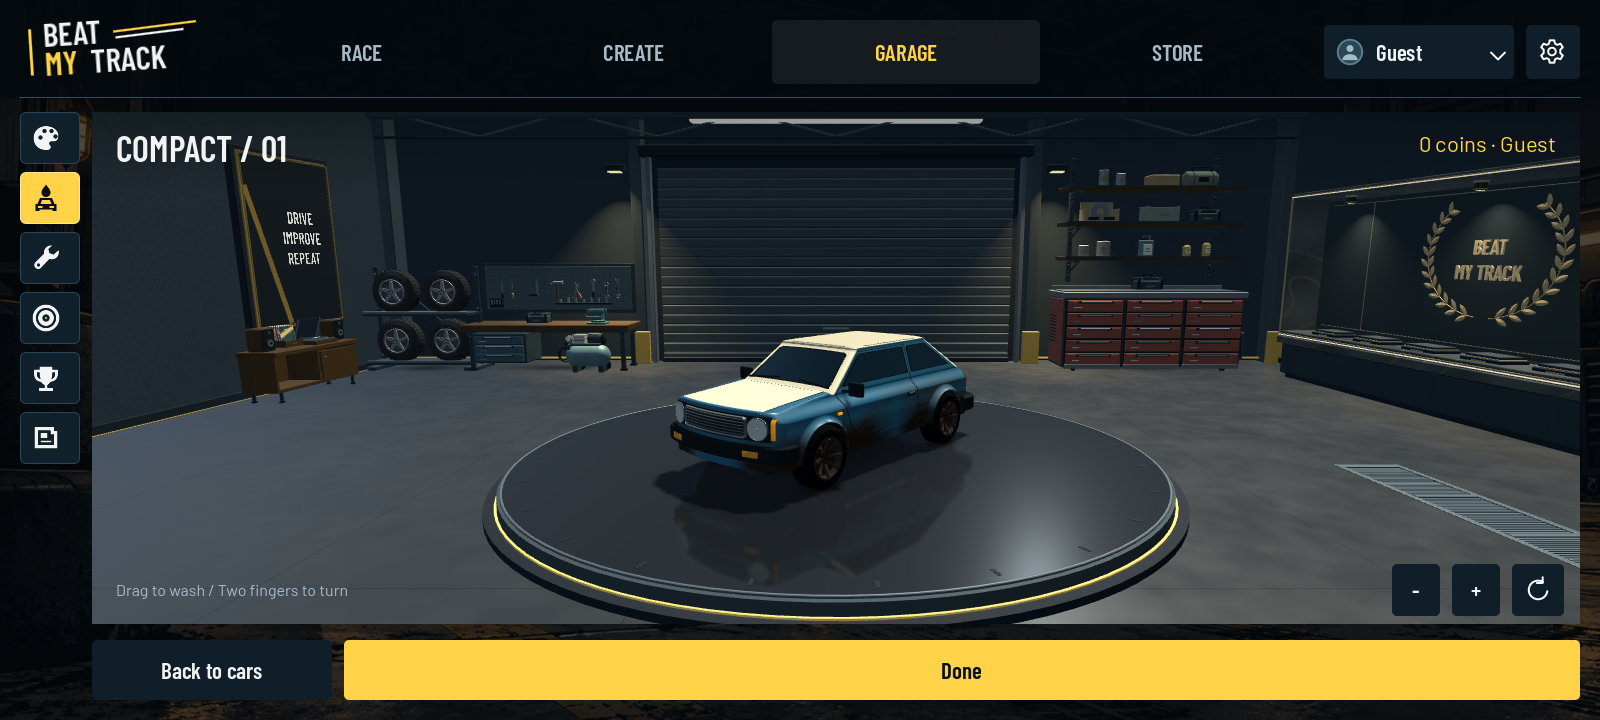 BEAT
MY TRACK
RACE
CREATE
GARAGE
STORE
Guest
COMPACT / 01
0 coins · Guest
DRIVE
IMPROVE
REPEAT
BEAT
MY TRACK
Drag to wash / Two fingers to turn
-
+
Back to cars
Done